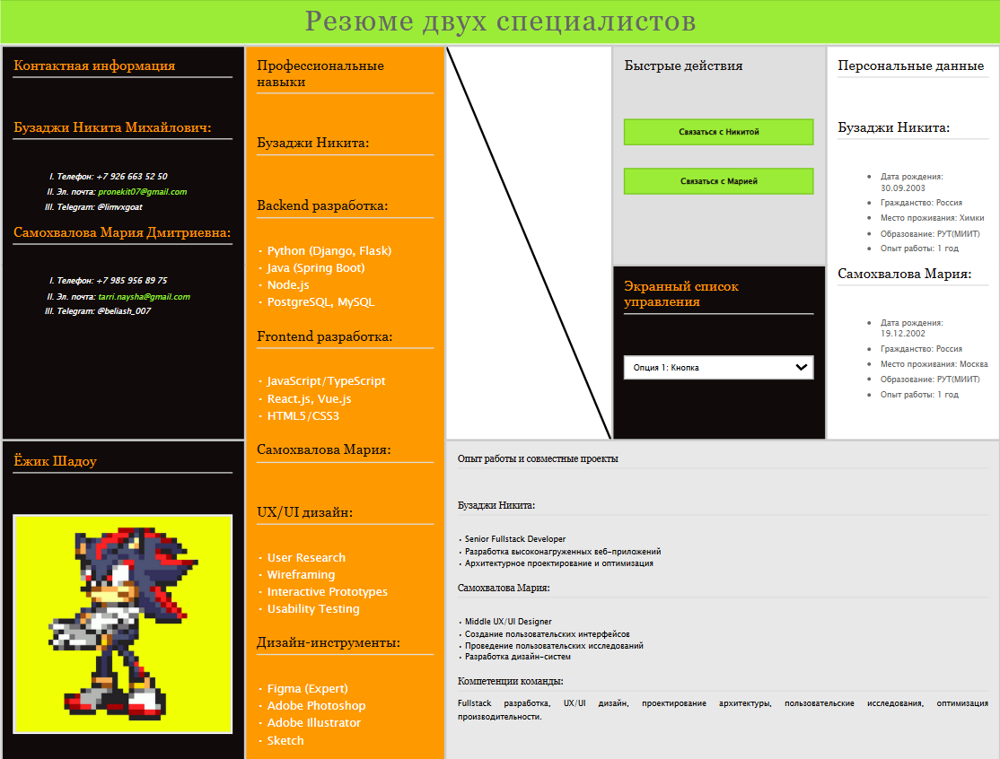 Резюме двух специалистов
Контактная информация
Бузаджи Никита Михайлович:
I. Телефон: +7 926 663 52 50
II. Эл. почта: pronekit07@gmail.com
III. Telegram: @limvxgoat
Самохвалова Мария Дмитриевна:
I. Телефон: +7 985 956 89 75
II. Эл. почта: tarri.naysha@gmail.com
III. Telegram: @beliash_007
Ёжик Шадоу
Профессиональные
навыки
Бузаджи Никита:
Backend разработка:
· Python (Django, Flask)
· Java (Spring Boot)
· Node.js
· PostgreSQL, MySQL
Frontend разработка:
· JavaScript/TypeScript
· React.js, Vue.js
· HTML5/CSS3
Самохвалова Мария:
UX/UI дизайн:
· User Research
· Wireframing
· Interactive Prototypes
· Usability Testing
Дизайн-инструменты:
· Figma (Expert)
· Adobe Photoshop
· Adobe Illustrator
· Sketch
Быстрые действия
Связаться с Никитой
Связаться с Марией
Экранный список
управления
Опция 1: Кнопка
Персональные данные
Бузаджи Никита:
• Дата рождения:
30.09.2003
• Гражданство: Россия
• Место проживания: Химки
• Образование: РУТ(МИИТ)
• Опыт работы: 1 год
Самохвалова Мария:
• Дата рождения:
19.12.2002
• Гражданство: Россия
• Место проживания: Москва
• Образование: РУТ(МИИТ)
• Опыт работы: 1 год
Опыт работы и совместные проекты
Бузаджи Никита:
· Senior Fullstack Developer
· Разработка высоконагруженных веб-приложений
· Архитектурное проектирование и оптимизация
Самохвалова Мария:
· Middle UX/UI Designer
· Создание пользовательских интерфейсов
· Проведение пользовательских исследований
· Разработка дизайн-систем
Компетенции команды:
Fullstack разработка, UX/UI дизайн, проектирование архитектуры, пользовательские исследования, оптимизация
производительности.